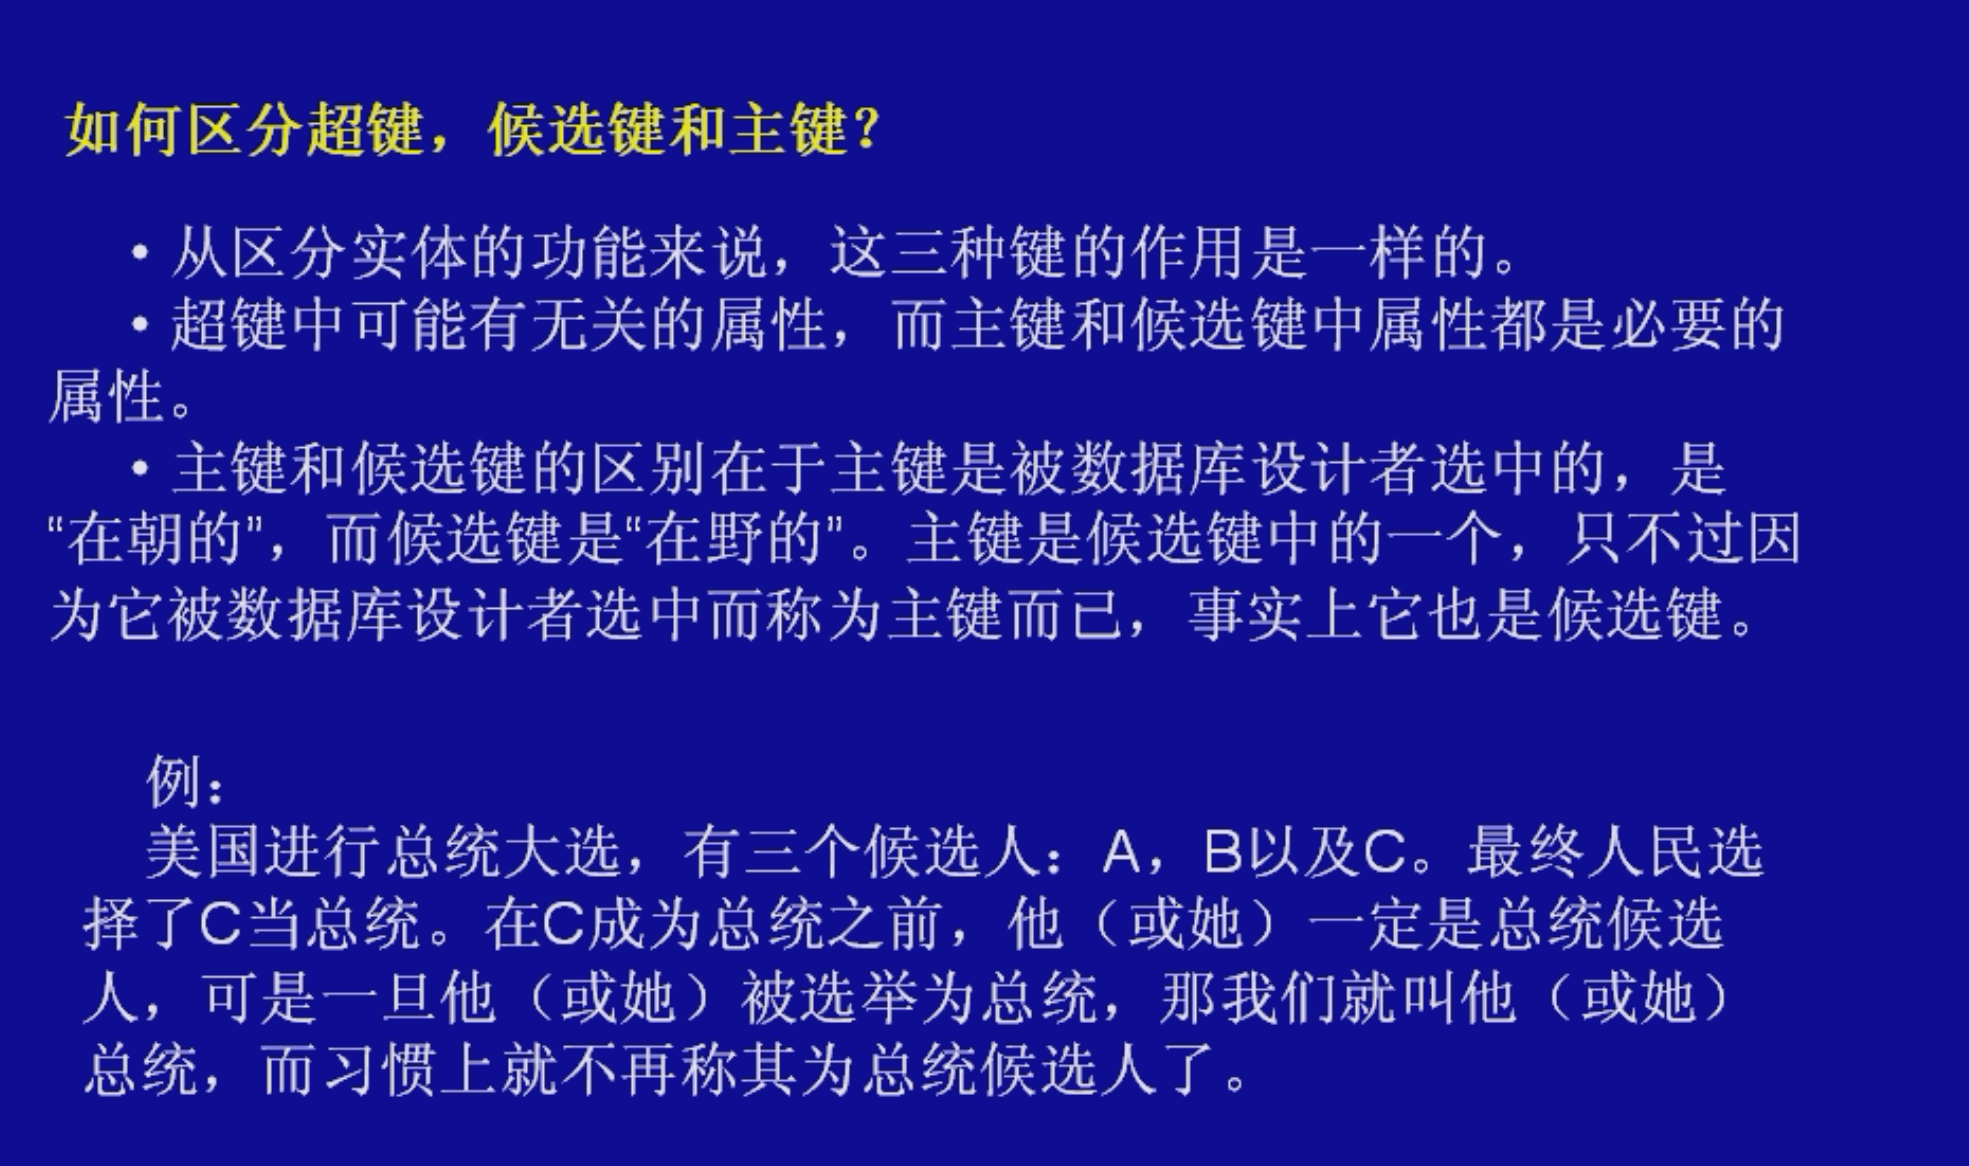 如何区分超键，候选键和主键？
• 从区分实体的功能来说，这三种键的作用是一样的。
• 超键中可能有无关的属性，而主键和候选键中属性都是必要的
属性。
• 主键和候选键的区别在于主键是被数据库设计者选中的，是
“在朝的”，而候选键是“在野的”。主键是候选键中的一个，只不过因
为它被数据库设计者选中而称为主键而已，事实上它也是候选键。
例：
美国进行总统大选，有三个候选人：A，B以及C。最终人民选
择了C当总统。在C成为总统之前，他（或她）一定是总统候选
人，可是一旦他（或她）被选举为总统，那我们就叫他（或她）
总统，而习惯上就不再称其为总统候选人了。